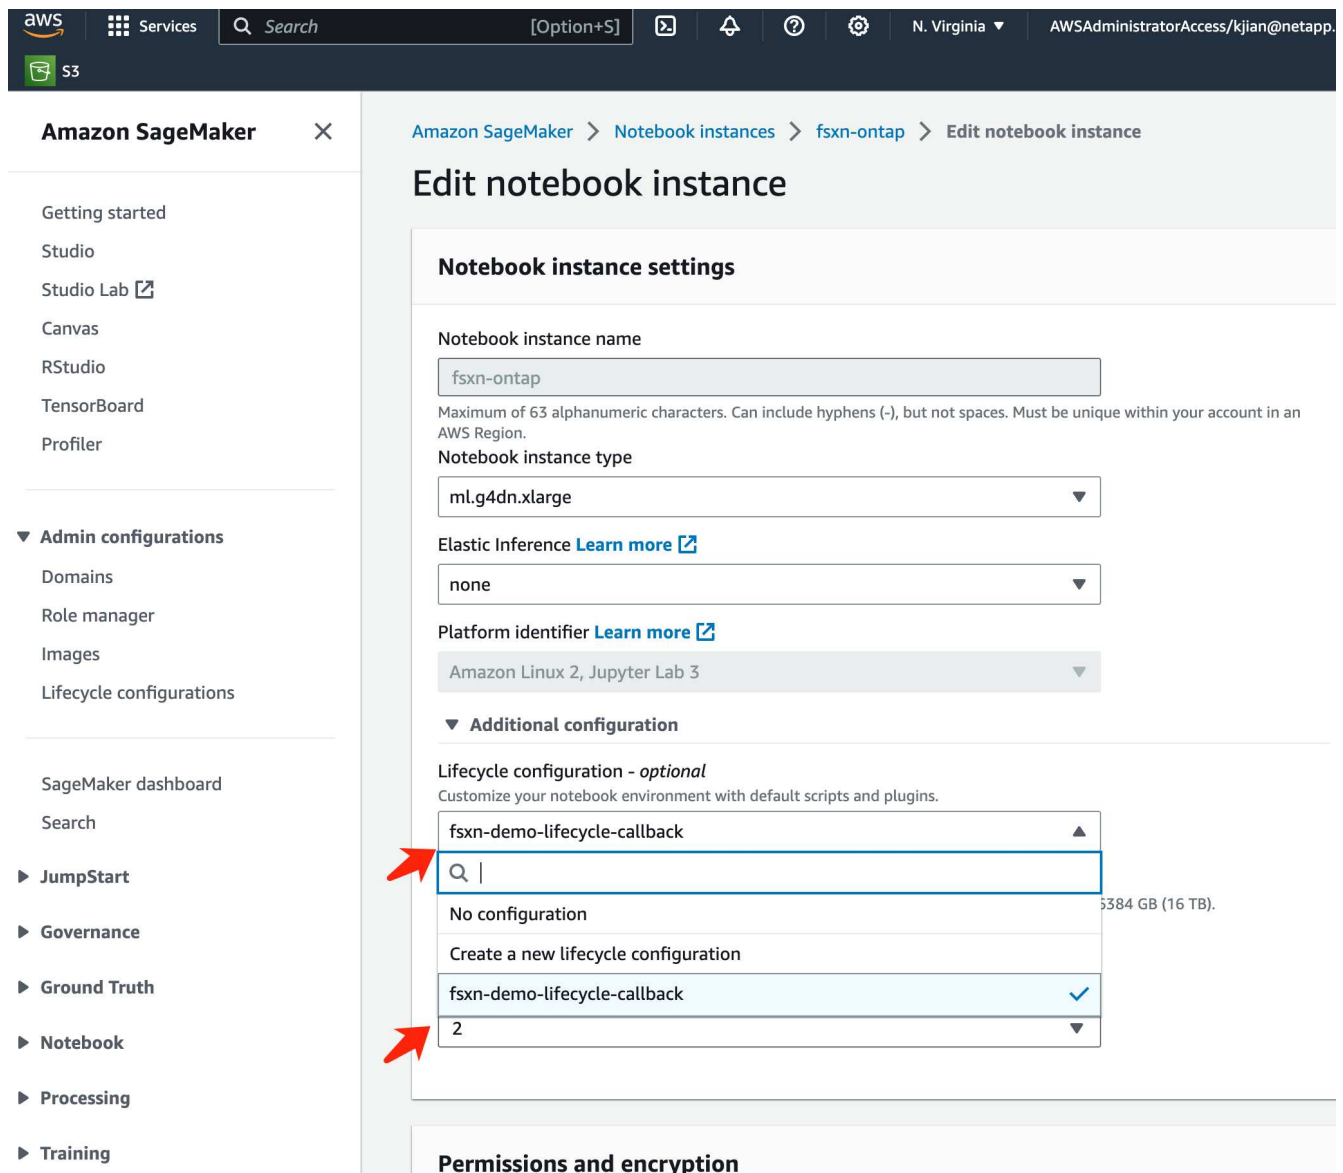 aws
Services
Search
[Option+S]
N. Virginia
AWSAdministratorAccess/kjian@netapp.
S3
Amazon SageMaker
Getting started
Studio
Studio Lab
Canvas
RStudio
TensorBoard
Profiler
Admin configurations
Domains
Role manager
Images
Lifecycle configurations
SageMaker dashboard
Search
JumpStart
Governance
Ground Truth
Notebook
Processing
Training
Amazon SageMaker > Notebook instances > fsxn-ontap > Edit notebook instance
Edit notebook instance
Notebook instance settings
Notebook instance name
fsxn-ontap
Maximum of 63 alphanumeric characters. Can include hyphens (-), but not spaces. Must be unique within your account in an
AWS Region.
Notebook instance type
ml.g4dn.xlarge
Elastic Inference Learn more
none
Platform identifier Learn more
Amazon Linux 2, Jupyter Lab 3
Additional configuration
Lifecycle configuration - optional
Customize your notebook environment with default scripts and plugins.
fsxn-demo-lifecycle-callback
No configuration
384 GB (16 TB).
Create a new lifecycle configuration
fsxn-demo-lifecycle-callback
2
Permissions and encryption